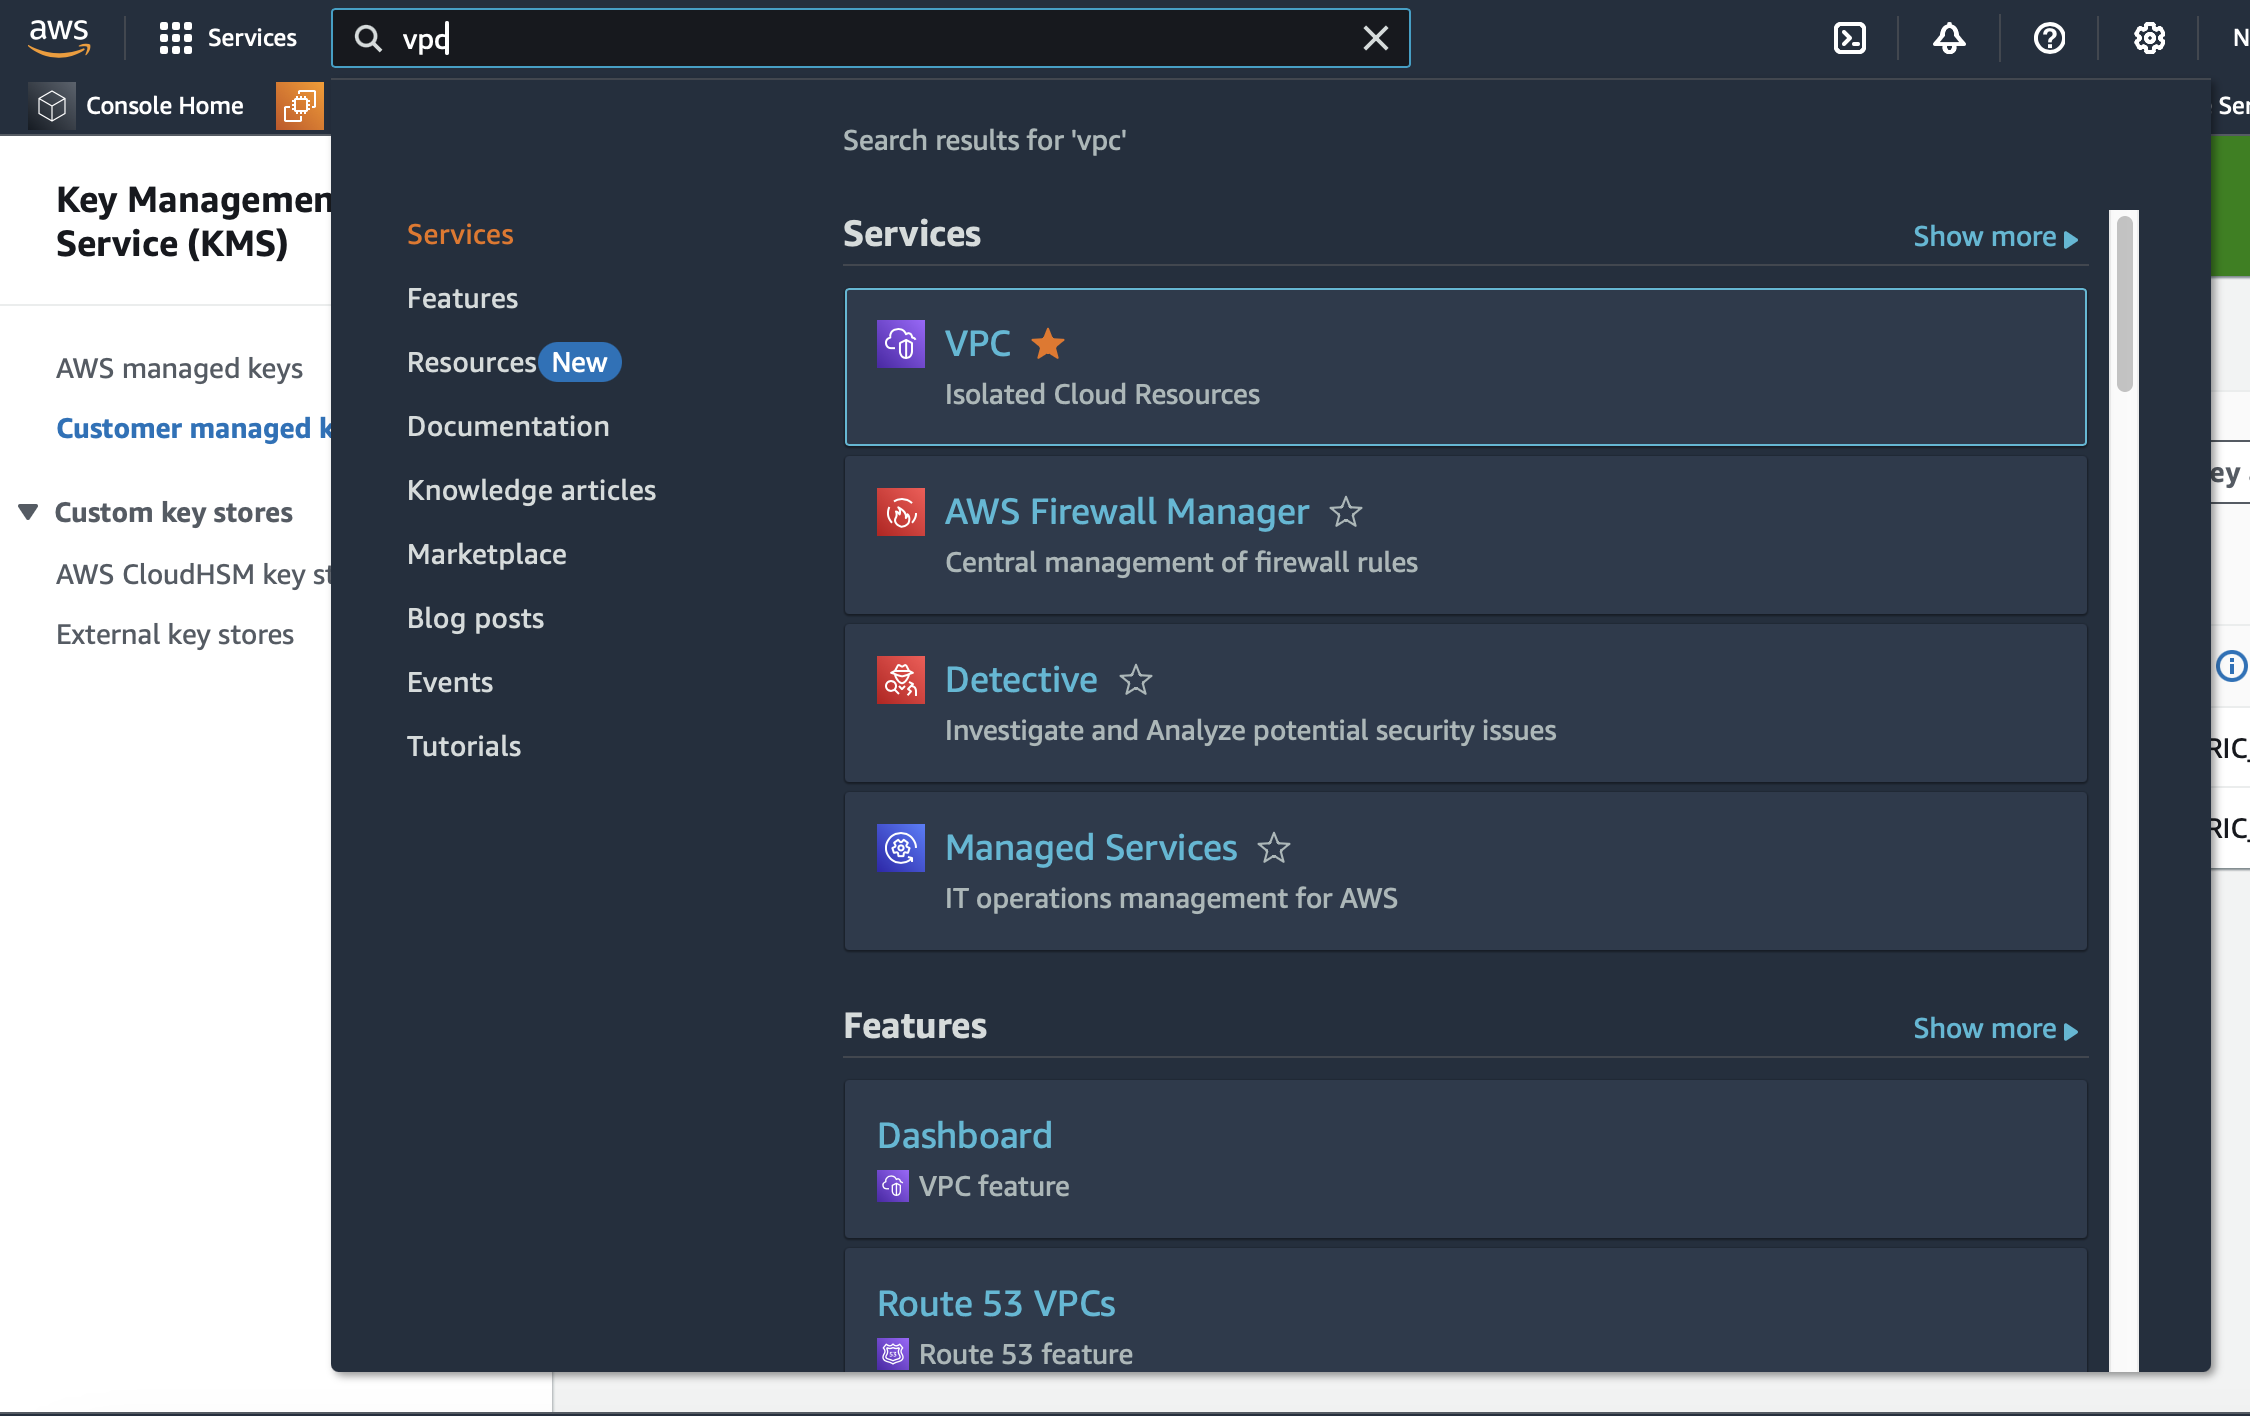 aws
Services
vpc
N
Console Home
Ser
Key Managemen
Service (KMS)
AWS managed keys
Customer managed k
Custom key stores
AWS CloudHSM key st
External key stores
Search results for 'vpc'
Services
Features
Resources New
Documentation
Knowledge articles
Marketplace
Blog posts
Events
Tutorials
Services
Show more
VPC
Isolated Cloud Resources
AWS Firewall Manager
Central management of firewall rules
Detective
Investigate and Analyze potential security issues
Managed Services
IT operations management for AWS
Features
Show more
Dashboard
VPC feature
Route 53 VPCs
53
Route 53 feature
ey
RIC_
RIC_